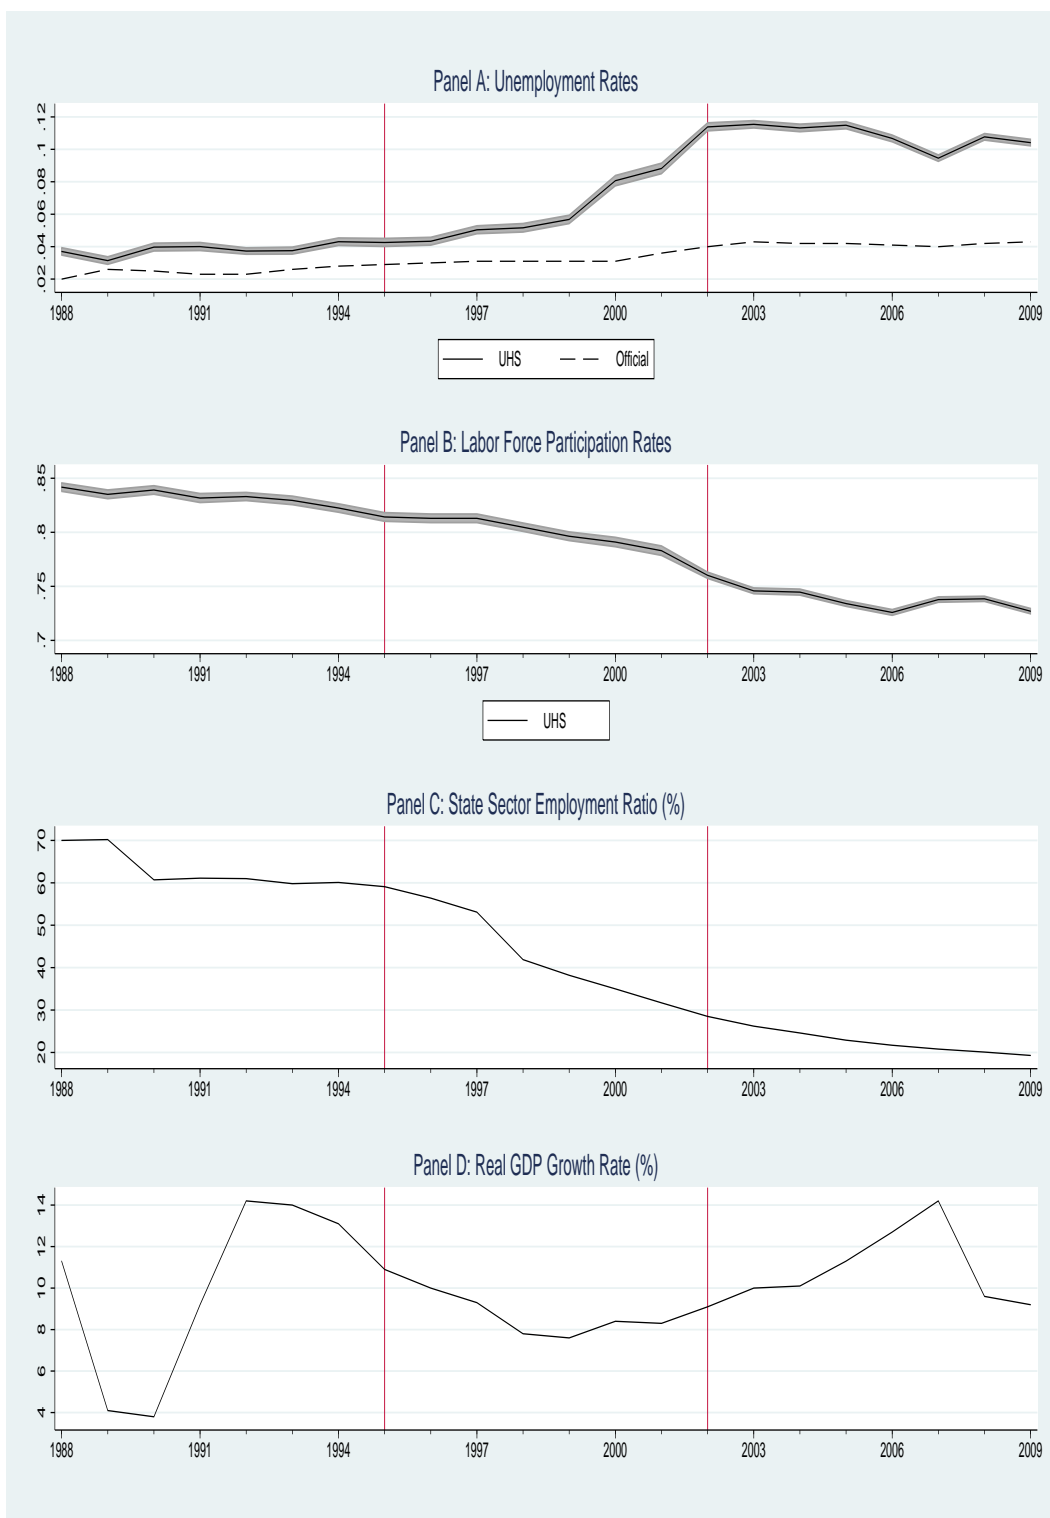 Panel A: Unemployment Rates
.12
.1
.08
.06
.04
.02
1988 1991 1994 1997 2000 2003 2006 2009
UHS Official
Panel B: Labor Force Participation Rates
.85
.8
.75
.7
1988 1991 1994 1997 2000 2003 2006 2009
UHS
Panel C: State Sector Employment Ratio (%)
70
60
50
40
30
20
1988 1991 1994 1997 2000 2003 2006 2009
Panel D: Real GDP Growth Rate (%)
14
12
10
8
6
4
1988 1991 1994 1997 2000 2003 2006 2009